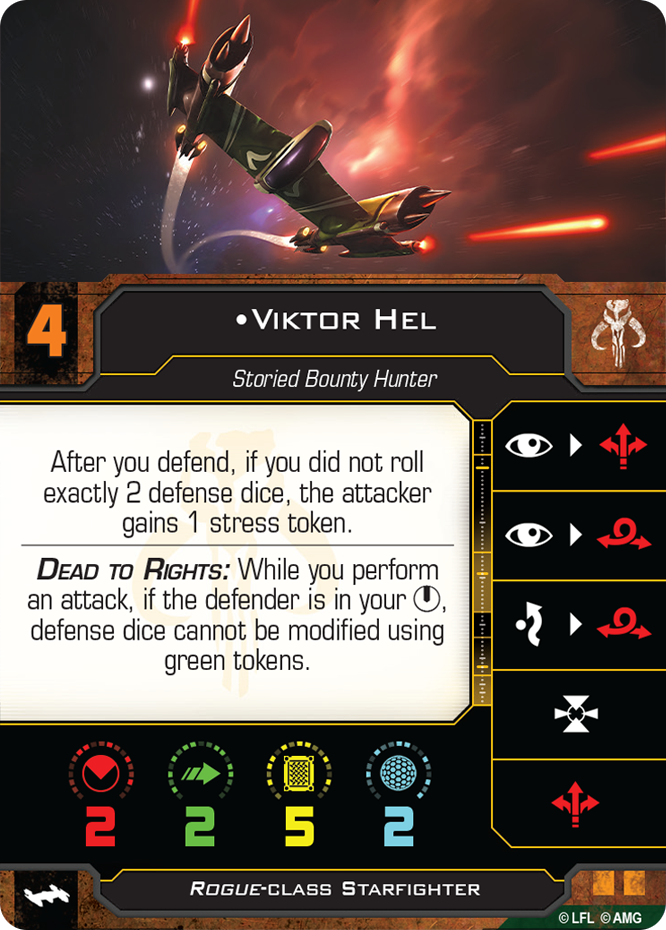 4
•Viktor Hel
Storied Bounty Hunter
After you defend, if you did not roll
exactly 2 defense dice, the attacker
gains 1 stress token.
Dead to Rights: While you perform
an attack, if the defender is in your ,
defense dice cannot be modified using
green tokens.
2 2 5 2
Rogue-class Starfighter
© LFL © AMG